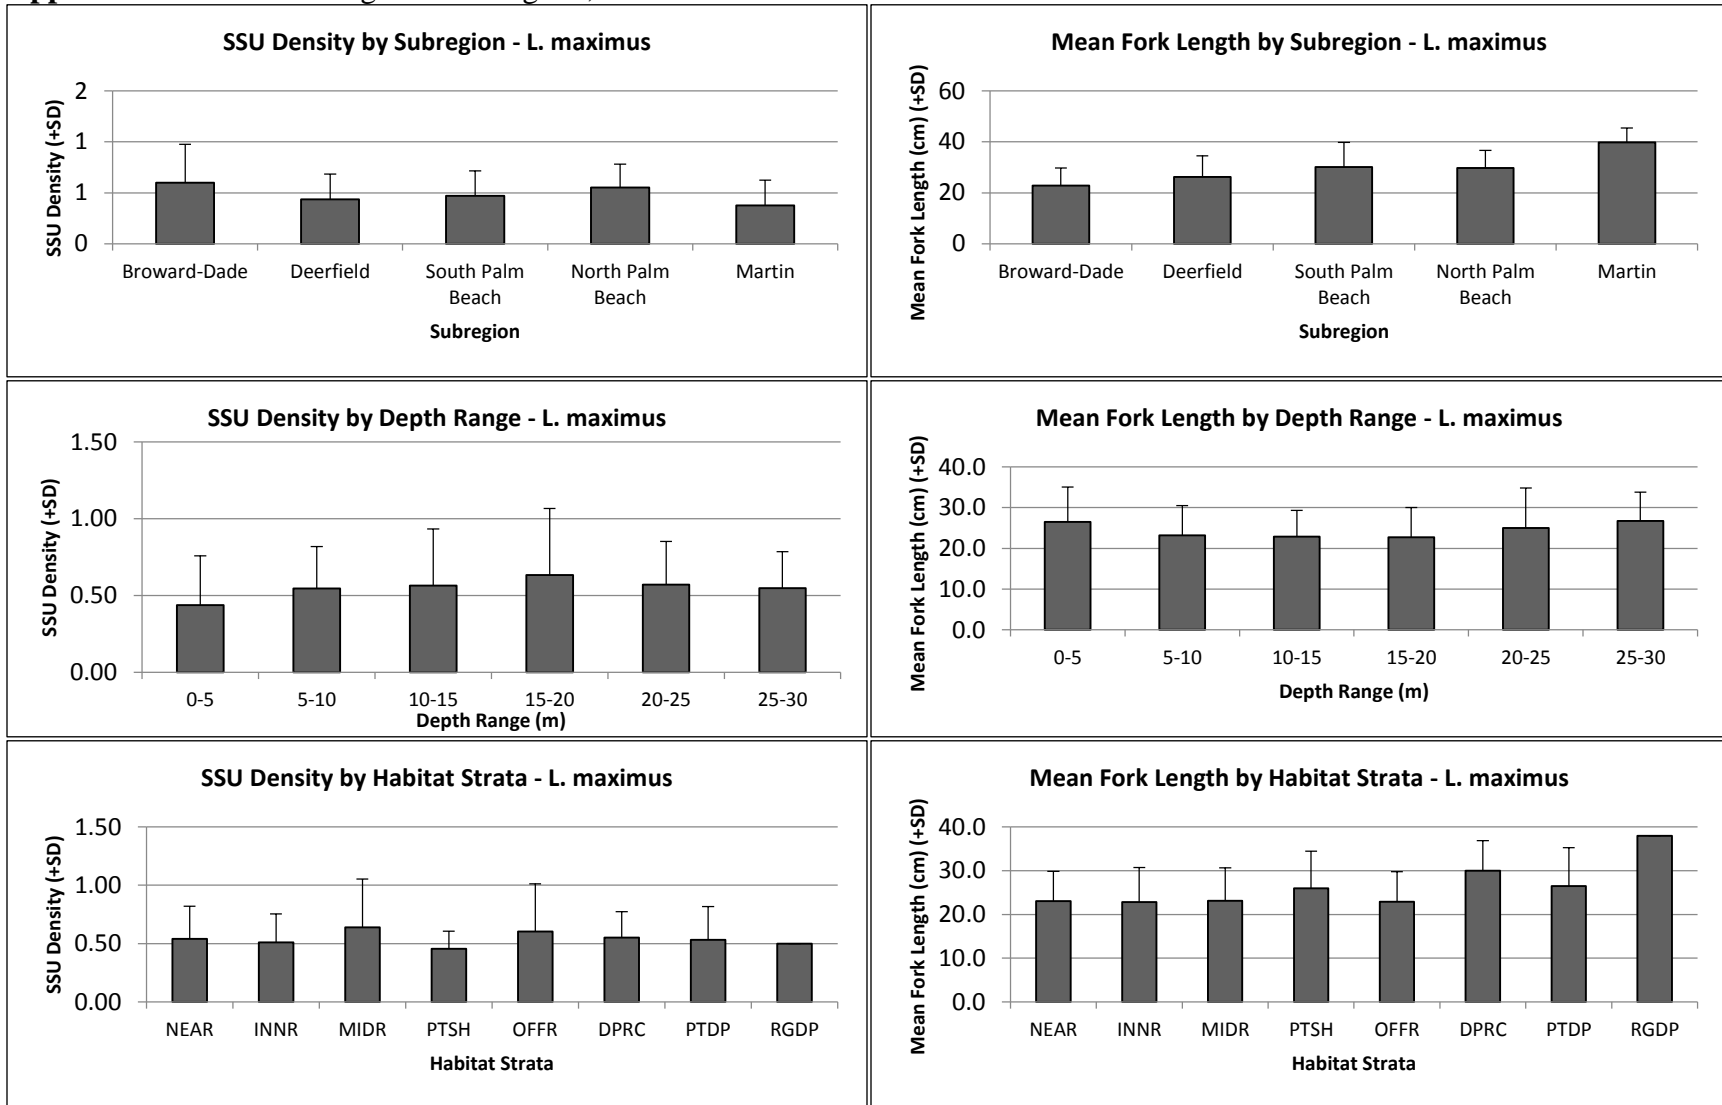 SSU Density by Subregion - L. maximus
SSU Density (+SD)
2
1
1
0
Broward-Dade Deerfield South Palm Beach North Palm Beach Martin
Subregion
Mean Fork Length by Subregion - L. maximus
Mean Fork Length (cm) (+SD)
60
40
20
0
Broward-Dade Deerfield South Palm Beach North Palm Beach Martin
Subregion
SSU Density by Depth Range - L. maximus
SSU Density (+SD)
1.50
1.00
0.50
0.00
0-5 5-10 10-15 15-20 20-25 25-30
Depth Range (m)
Mean Fork Length by Depth Range - L. maximus
Mean Fork Length (cm) (+SD)
40.0
30.0
20.0
10.0
0.0
0-5 5-10 10-15 15-20 20-25 25-30
Depth Range (m)
SSU Density by Habitat Strata - L. maximus
SSU Density (+SD)
1.50
1.00
0.50
0.00
NEAR INNR MIDR PTSH OFFR DPRC PTDP RGDP
Habitat Strata
Mean Fork Length by Habitat Strata - L. maximus
Mean Fork Length (cm) (+SD)
40.0
30.0
20.0
10.0
0.0
NEAR INNR MIDR PTSH OFFR DPRC PTDP RGDP
Habitat Strata